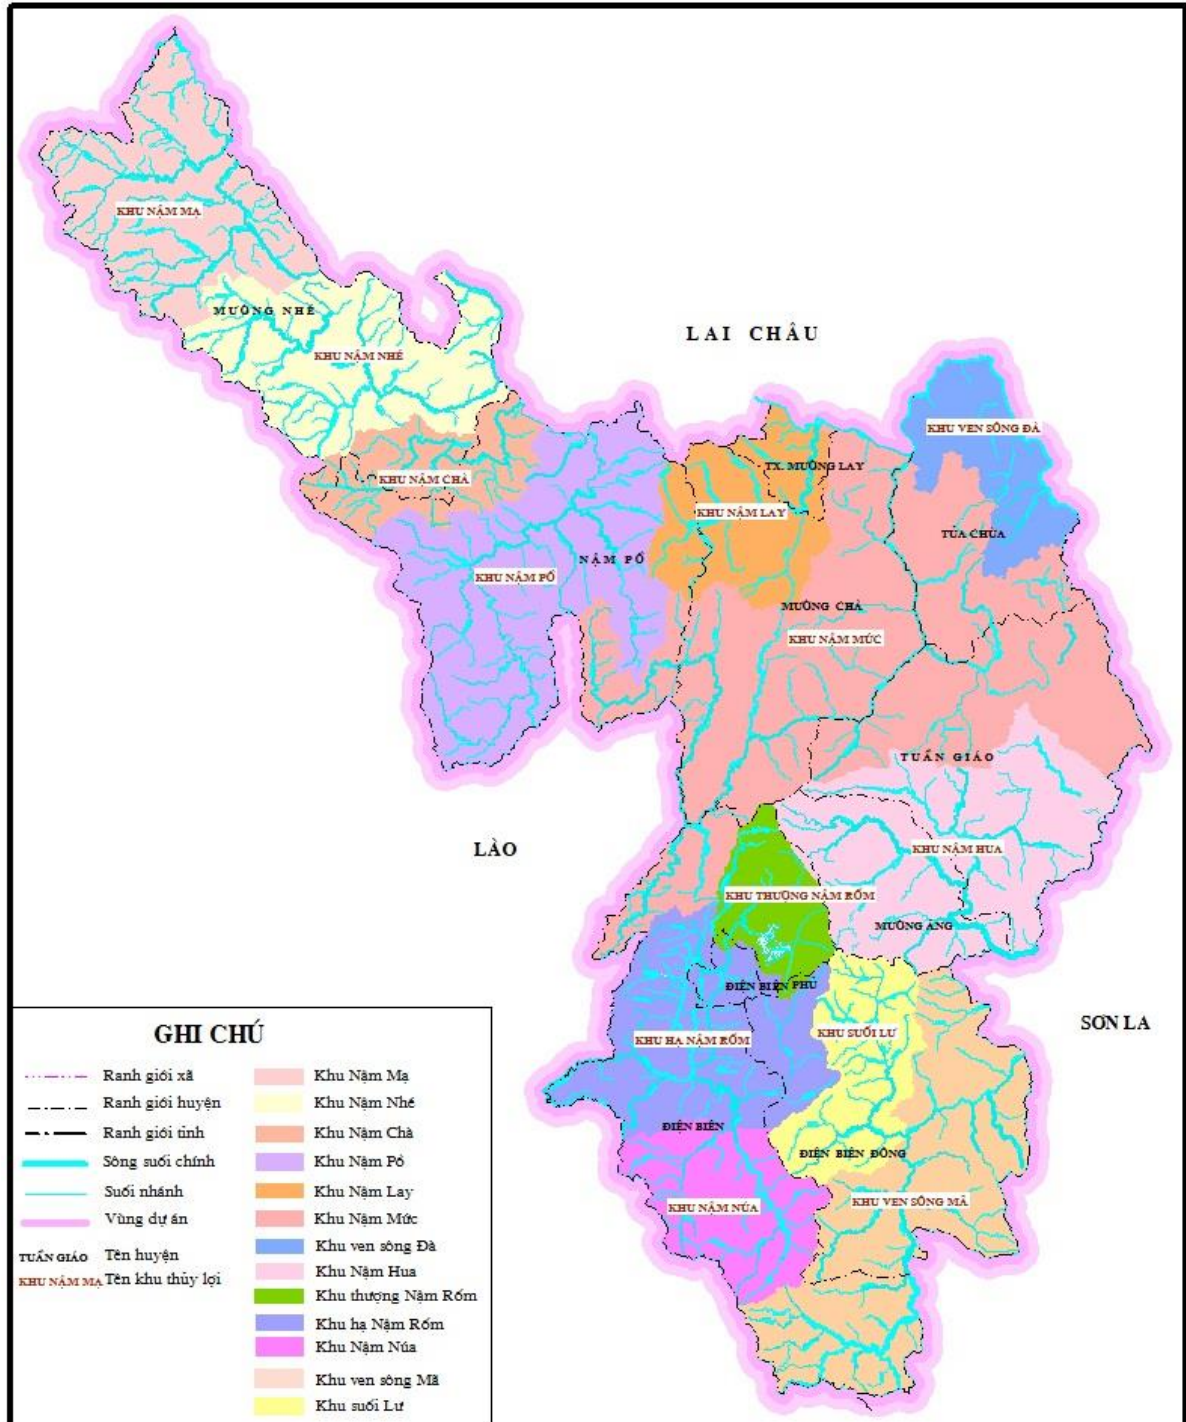 KHU NẬM MẠ
MƯỜNG NHÉ
LAI CHÂU
KHU NẬM NHÉ
KHU VEN SÔNG ĐÀ
TX. MƯỜNG LAY
KHU NẬM CHÀ
KHU NẬM LAY
TỦA CHÙA
NẬM PỒ
KHU NẬM PỒ
MƯỜNG CHÀ
KHU NẬM MỨC
TUẦN GIÁO
LÀO
KHU NẬM HUA
KHU THƯỢNG NẬM RỐM
MƯỜNG ẢNG
ĐIỆN BIÊN PHỦ
SƠN LA
KHU SUỐI LƯ
KHU HẠ NẬM RỐM
ĐIỆN BIÊN
ĐIỆN BIÊN ĐÔNG
KHU VEN SÔNG MÃ
KHU NẬM NÚA
GHI CHÚ
Ranh giới xã
Ranh giới huyện
Ranh giới tỉnh
Sông suối chính
Suối nhánh
Vùng dự án
TUẦN GIÁO Tên huyện
KHU NẬM MẠ Tên khu thủy lợi
Khu Nậm Mạ
Khu Nậm Nhé
Khu Nậm Chà
Khu Nậm Pồ
Khu Nậm Lay
Khu Nậm Mức
Khu ven sông Đà
Khu Nậm Hua
Khu thượng Nậm Rốm
Khu hạ Nậm Rốm
Khu Nậm Núa
Khu ven sông Mã
Khu suối Lư